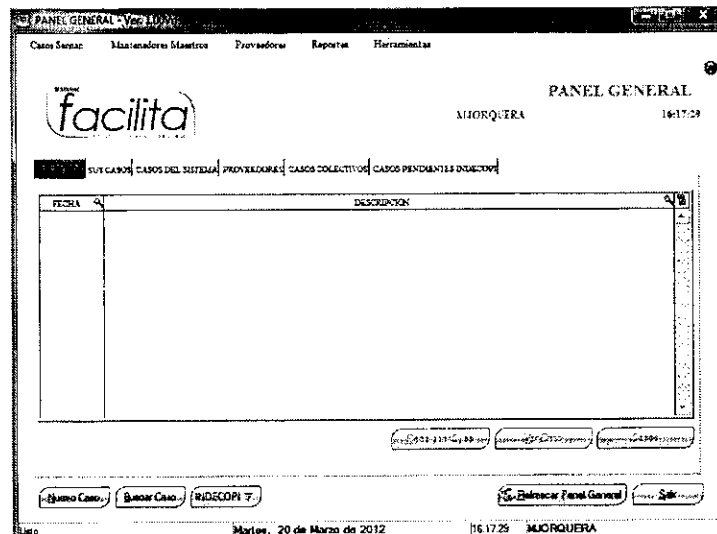 PANEL GENERAL - Ver.
Casos Sernac Mantenedores Maestros Proveedores Reportes Herramientas
PANEL GENERAL
facilita
MJORQUERA 16:17:29
SUS CASOS CASOS DEL SISTEMA PROVEEDORES CASOS COLECTIVOS CASOS PENDIENTES INDECOPI
FECHA DESCRIPCION
Nuevo Caso Buscar Caso INDECOPI Refrescar Panel General Salir
Listo Martes, 20 de Marzo de 2012 16:17:29 MJORQUERA